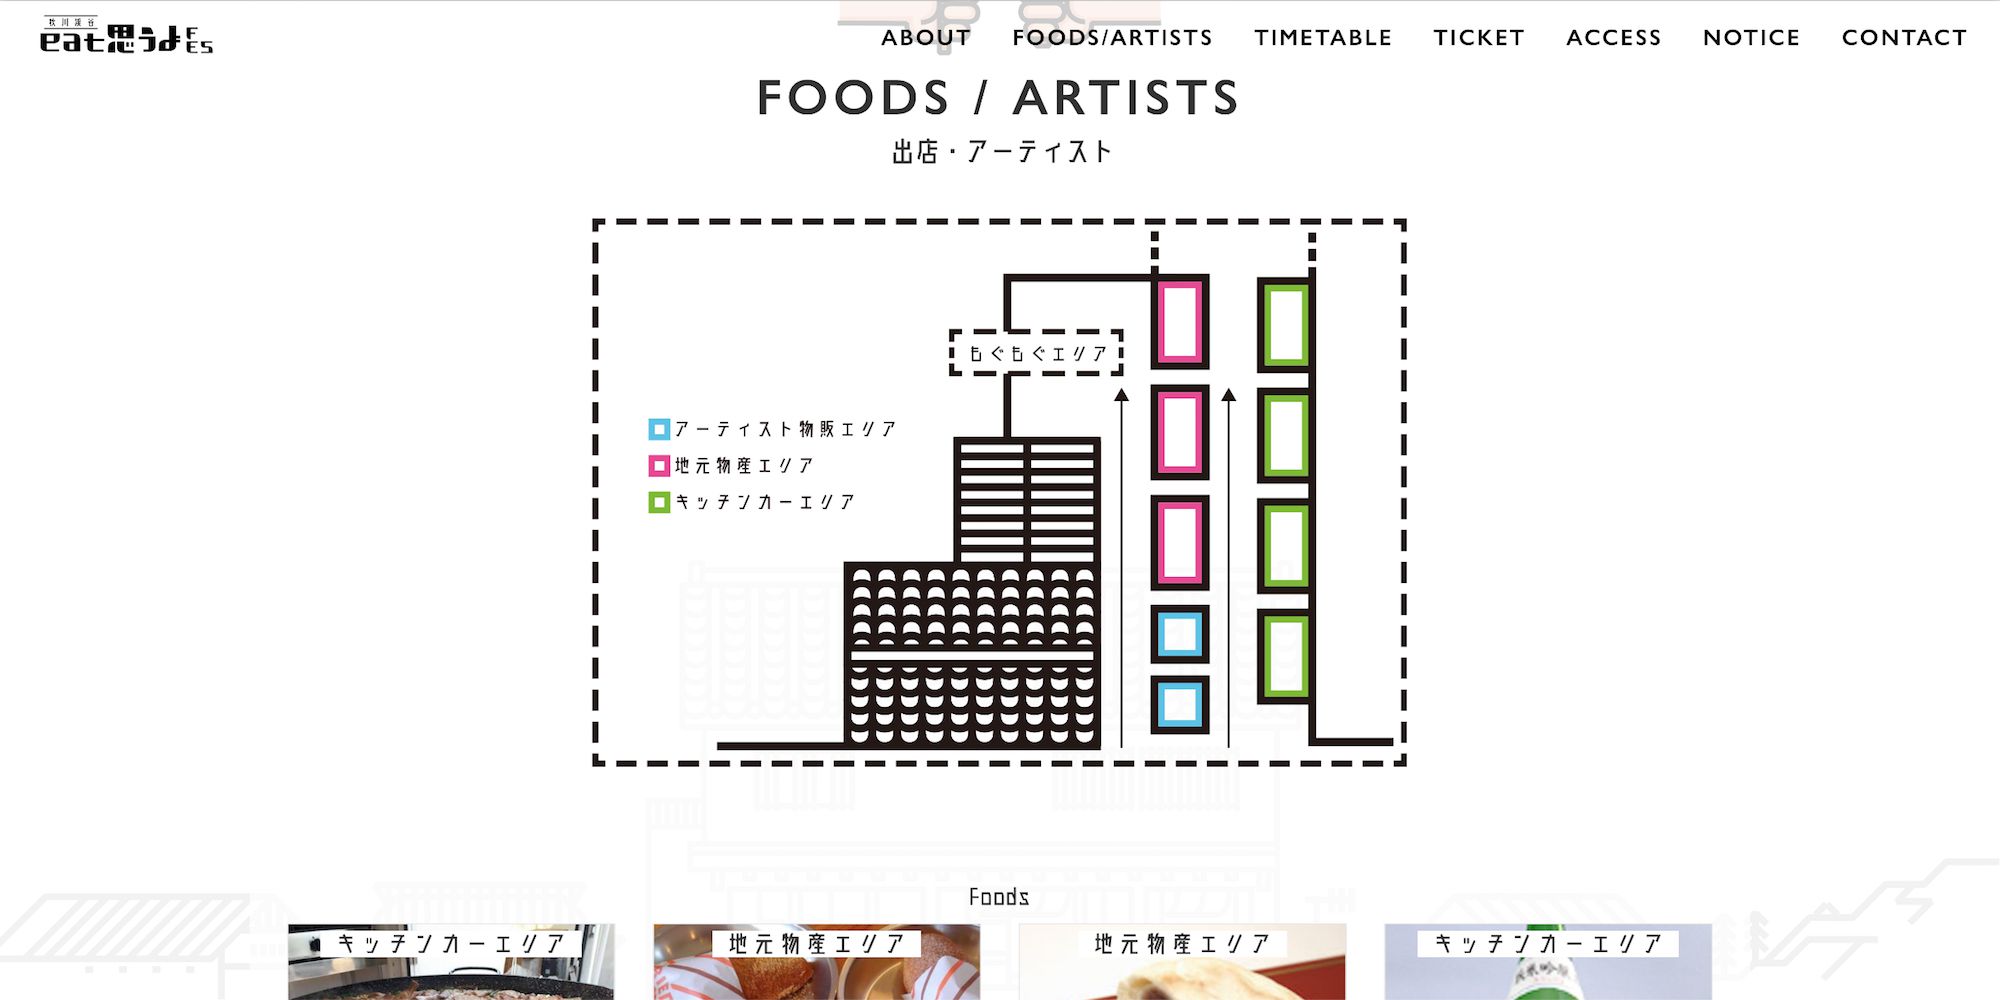 秋川渓谷
eat思うよFES
ABOUT FOODS/ARTISTS TIMETABLE TICKET ACCESS NOTICE CONTACT
FOODS / ARTISTS
出店・アーティスト
もぐもぐエリア
アーティスト物販エリア
地元物産エリア
キッチンカーエリア
Foods
キッチンカーエリア 地元物産エリア 地元物産エリア キッチンカーエリア